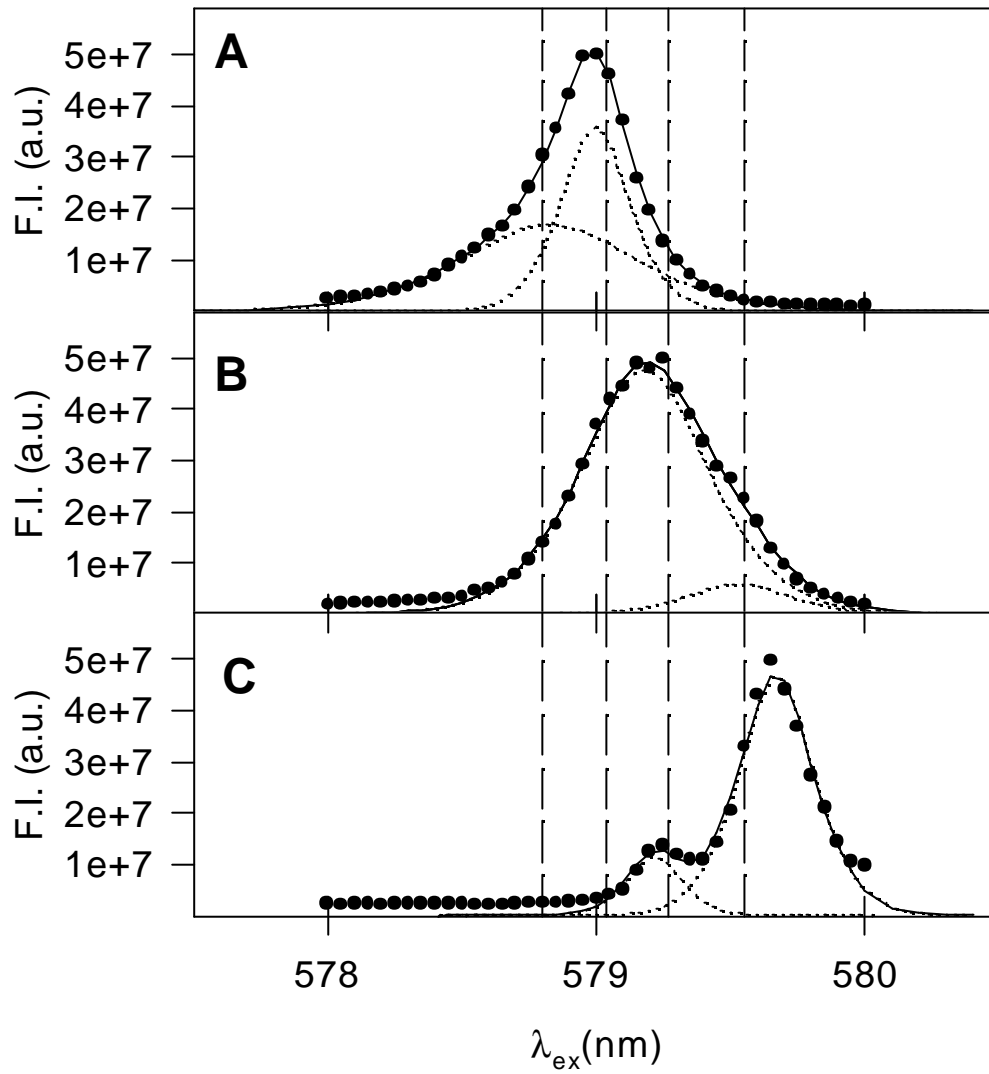 A
F.I. (a.u.)
5e+7
4e+7
3e+7
2e+7
1e+7
B
F.I. (a.u.)
5e+7
4e+7
3e+7
2e+7
1e+7
C
F.I. (a.u.)
5e+7
4e+7
3e+7
2e+7
1e+7
578 579 580
λex(nm)